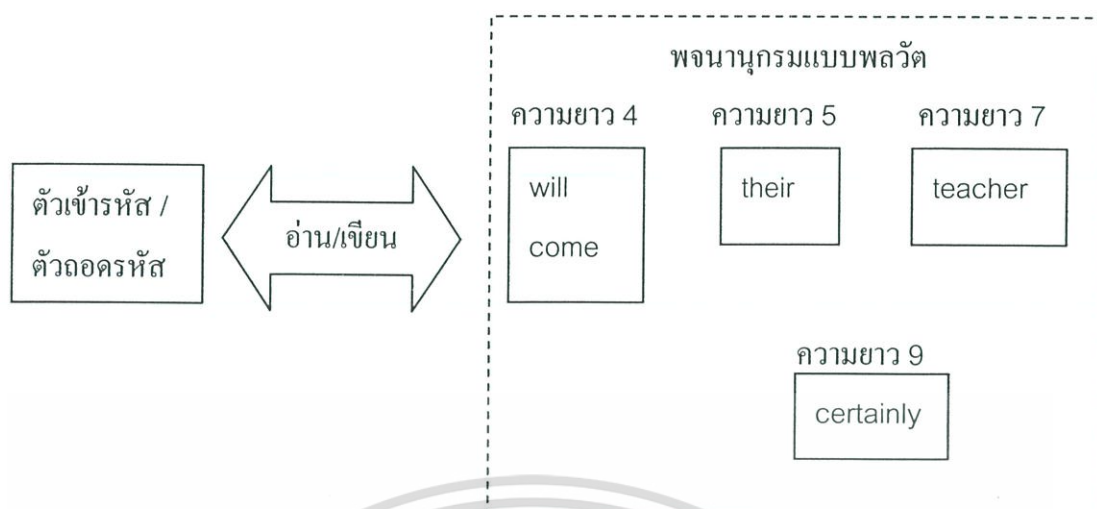 พจนานุกรมแบบพลวัต
ความยาว 4
ความยาว 5
ความยาว 7
ตัวเข้ารหัส /
ตัวถอดรหัส
อ่าน/เขียน
will
come
their
teacher
ความยาว 9
certainly